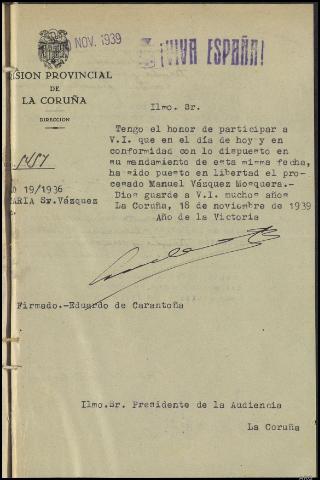 NOV. 1939
¡VIVA ESPAÑA!
RISION PROVINCIAL
DE
LA CORUÑA
DIRECCION
Ilmo. Sr.
Tengo el honor de participar a
V.I. que en el día de hoy y en
conformidad con lo dispuesto en
su mandamiento de esta misma fecha,
ha sido puesto en libertad el pro-
cesado Manuel Vázquez Mosquera.-
Dios guarde a V.I. muchos años
La Coruña, 18 de noviembre de 1939
Año de la Victoria
19/1936
ARIA Sr.Vázquez
Firmado.-Eduardo de Carantoña
Ilmo.Sr. Presidente de la Audiencia
La Coruña